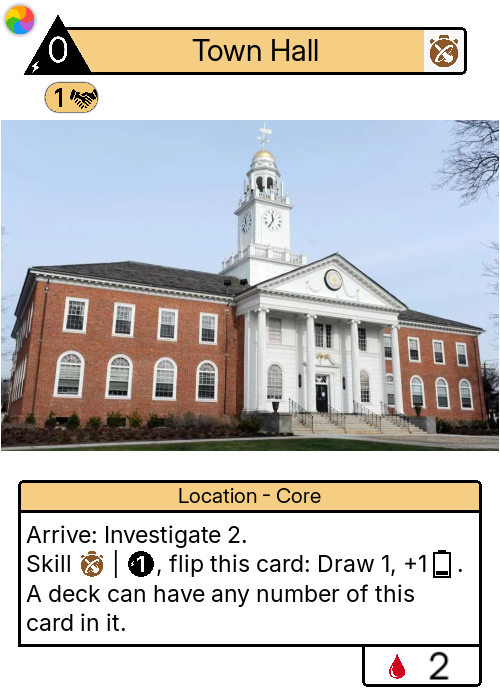 0
Town Hall
1
Location - Core
Arrive: Investigate 2.
Skill | 1, flip this card: Draw 1, +1 .
A deck can have any number of this
card in it.
2